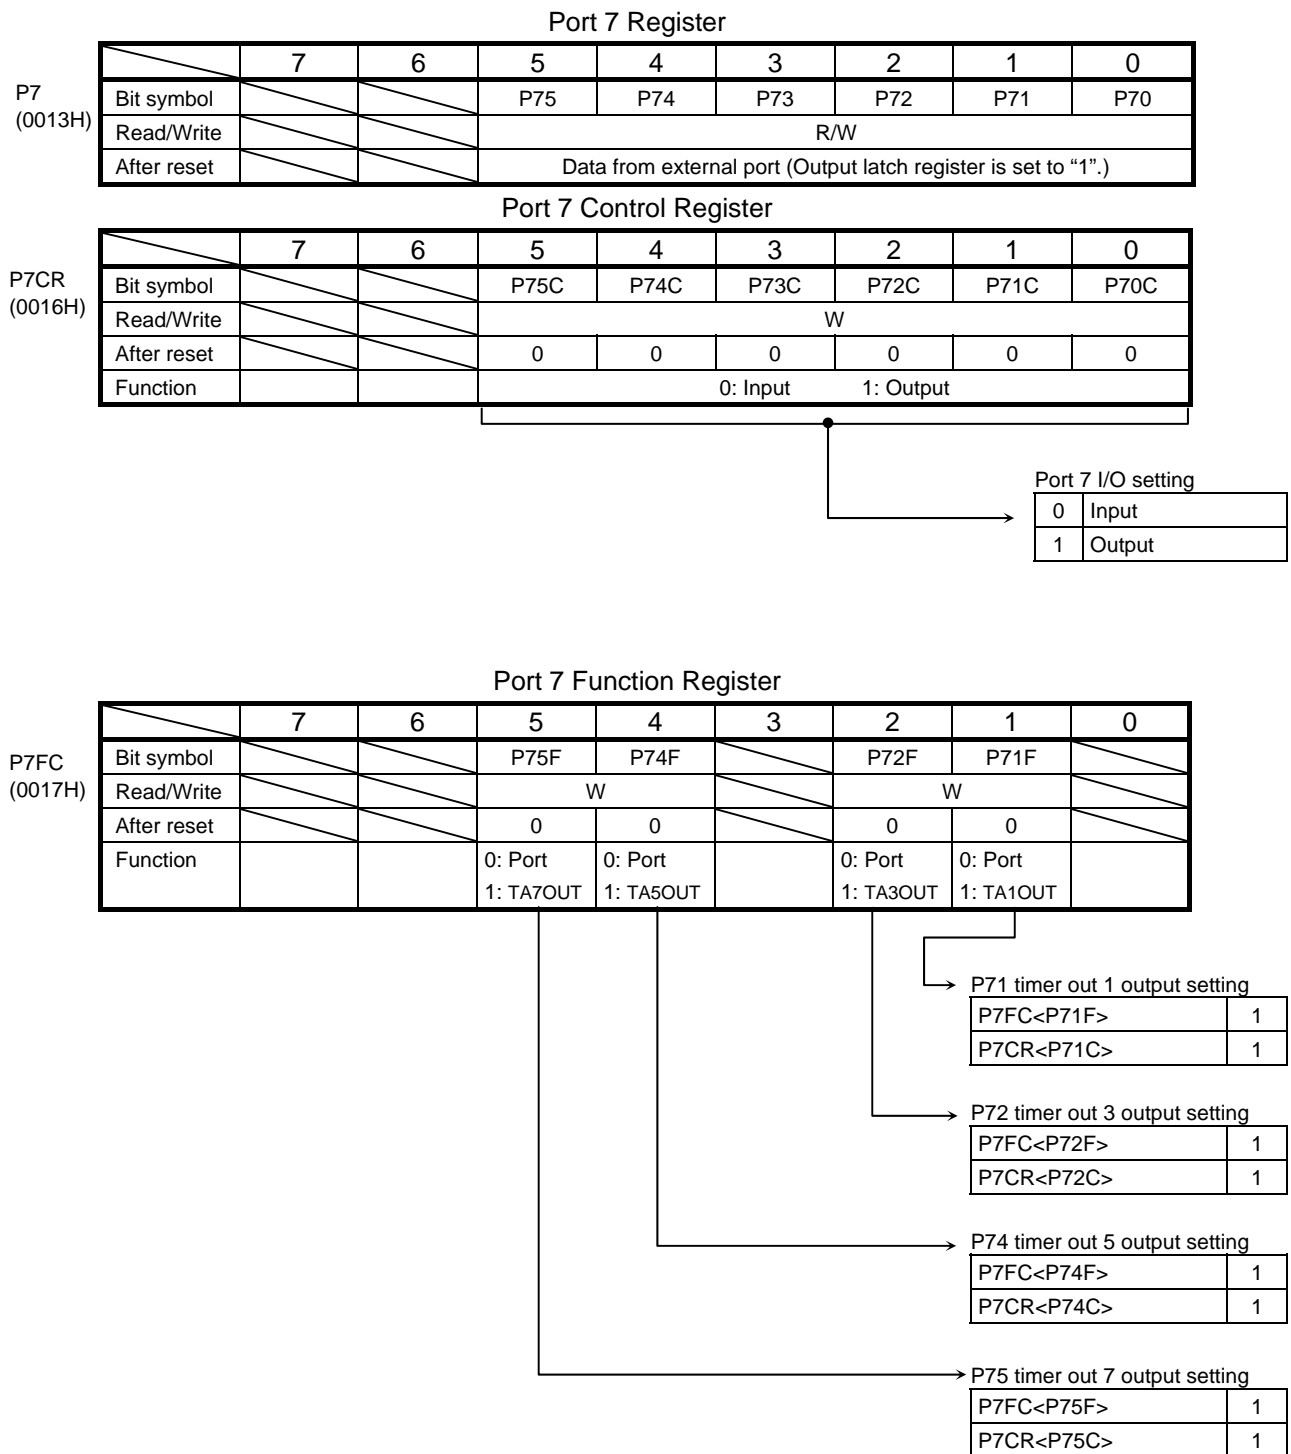 Port 7 Register
7 6 5 4 3 2 1 0
P7
(0013H)
Bit symbol P75 P74 P73 P72 P71 P70
Read/Write R/W
After reset Data from external port (Output latch register is set to “1”.)
Port 7 Control Register
7 6 5 4 3 2 1 0
P7CR
(0016H)
Bit symbol P75C P74C P73C P72C P71C P70C
Read/Write W
After reset 0 0 0 0 0 0
Function 0: Input 1: Output
Port 7 I/O setting
0 Input
1 Output
Port 7 Function Register
7 6 5 4 3 2 1 0
P7FC
(0017H)
Bit symbol P75F P74F P72F P71F
Read/Write W W
After reset 0 0 0 0
Function 0: Port 0: Port 0: Port 0: Port
1: TA7OUT 1: TA5OUT 1: TA3OUT 1: TA1OUT
P71 timer out 1 output setting
P7FC<P71F> 1
P7CR<P71C> 1
P72 timer out 3 output setting
P7FC<P72F> 1
P7CR<P72C> 1
P74 timer out 5 output setting
P7FC<P74F> 1
P7CR<P74C> 1
P75 timer out 7 output setting
P7FC<P75F> 1
P7CR<P75C> 1